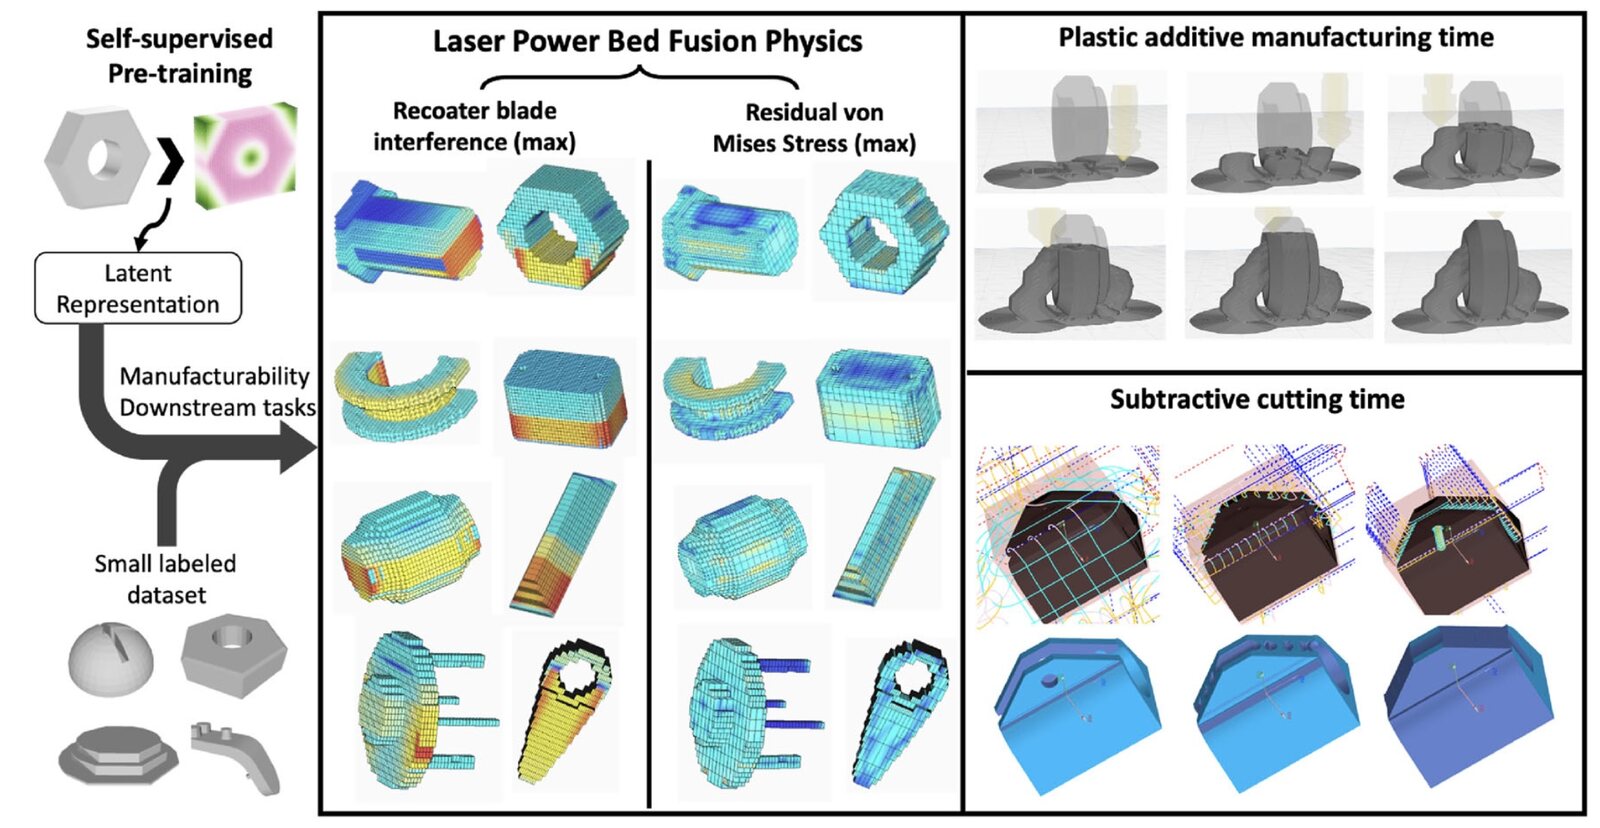 Self-supervised
Pre-training
Latent
Representation
Manufacturability
Downstream tasks
Small labeled
dataset
Laser Power Bed Fusion Physics
Recoater blade
interference (max)
Residual von
Mises Stress (max)
Plastic additive manufacturing time
Subtractive cutting time